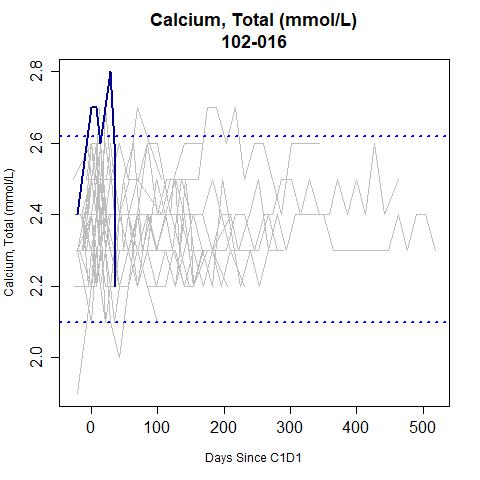 Calcium, Total (mmol/L)
102-016
Calcium, Total (mmol/L)
2.8
2.6
2.4
2.2
2.0
0 100 200 300 400 500
Days Since C1D1